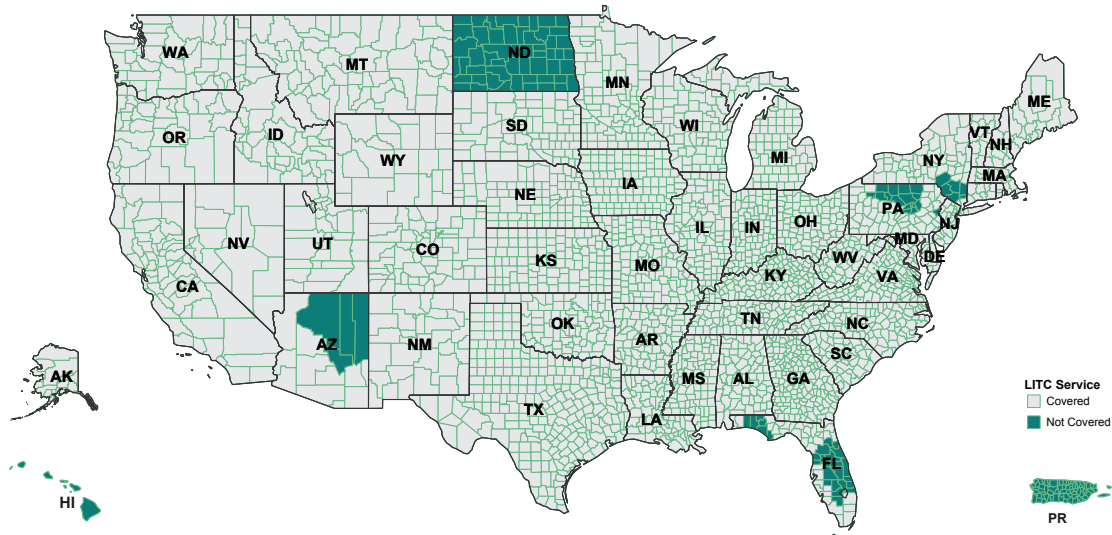 WA
MT
ND
MN
ME
OR
ID
SD
WI
VT
NH
WY
MI
NY
MA
NE
IA
PA
NV
UT
CO
IL
IN
OH
NJ
MD
CA
KS
MO
WV
DE
KY
VA
AZ
NM
OK
TN
NC
AR
SC
AK
TX
MS
AL
GA
LA
LITC Service
Covered
Not Covered
FL
HI
PR